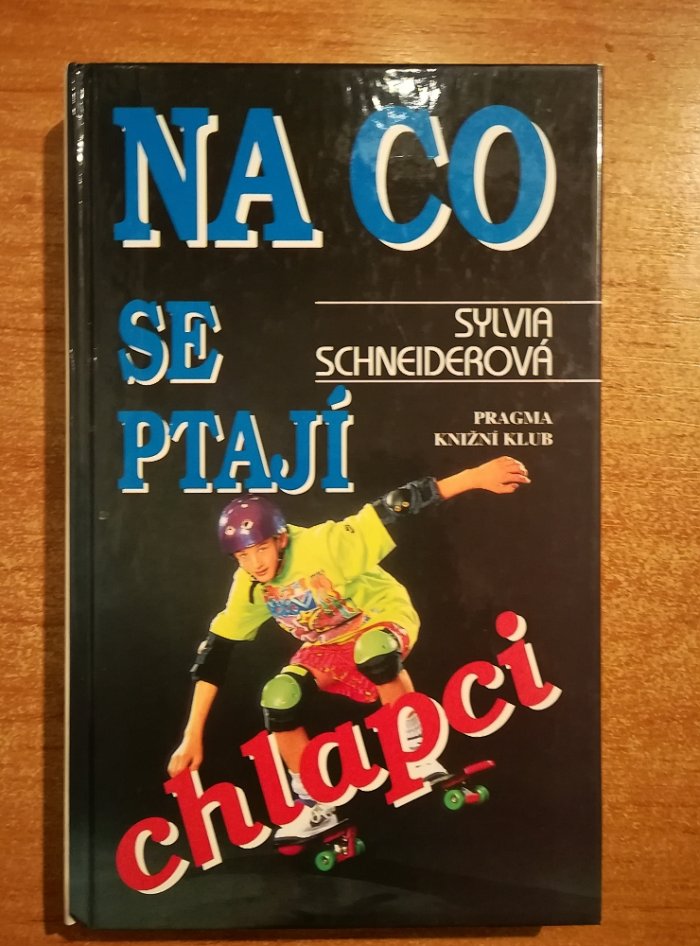 NA CO
SE
PTAJÍ
SYLVIA
SCHNEIDEROVÁ
PRAGMA
KNIŽNÍ KLUB
chlapci